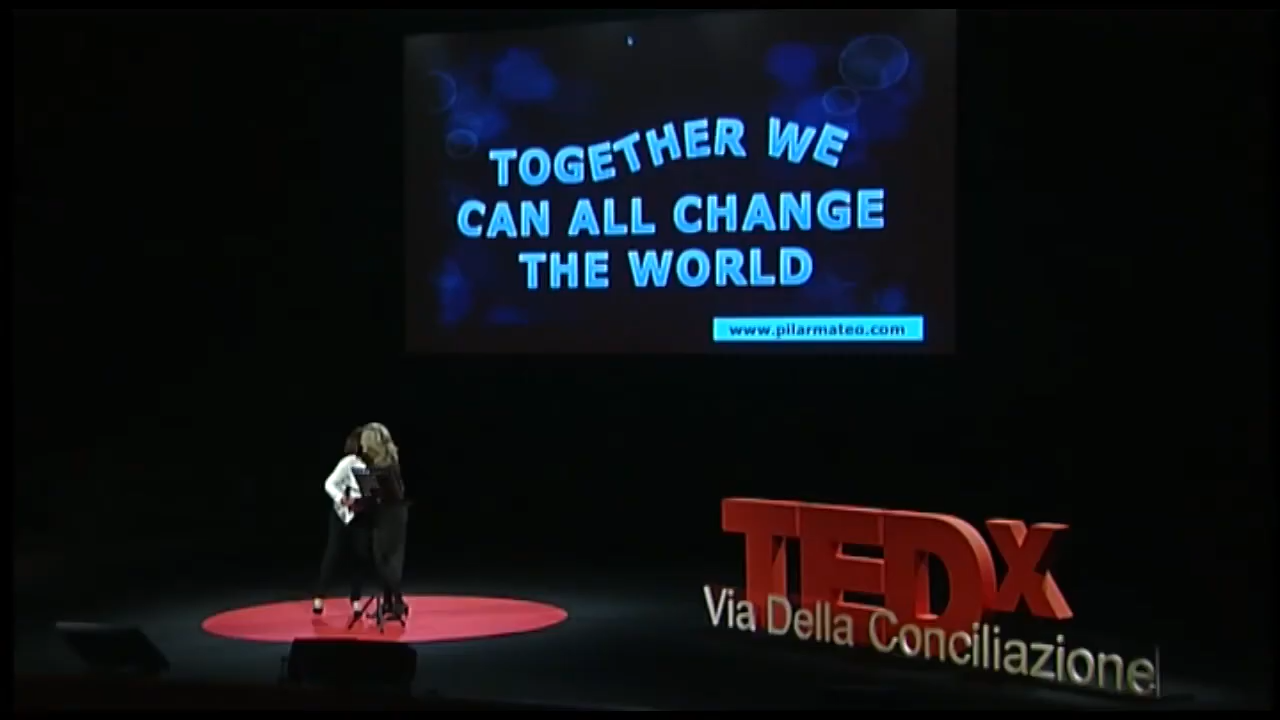 TOGETHER WE
CAN ALL CHANGE
THE WORLD
www.pilarmateo.com
TEDx
Via Della Conciliazione